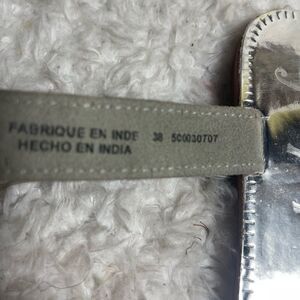 FABRIQUE EN INDE 38 500030707
HECHO EN INDIA